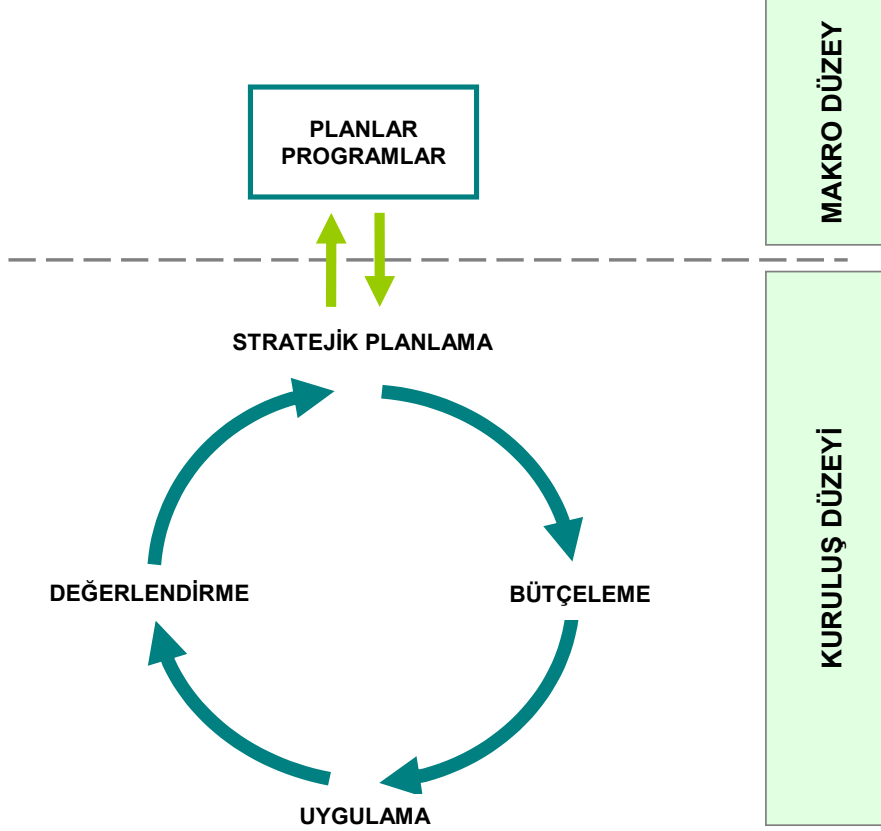 MAKRO DÜZEY
PLANLAR
PROGRAMLAR
STRATEJİK PLANLAMA
KURULUŞ DÜZEYİ
DEĞERLENDİRME
BÜTÇELEME
UYGULAMA